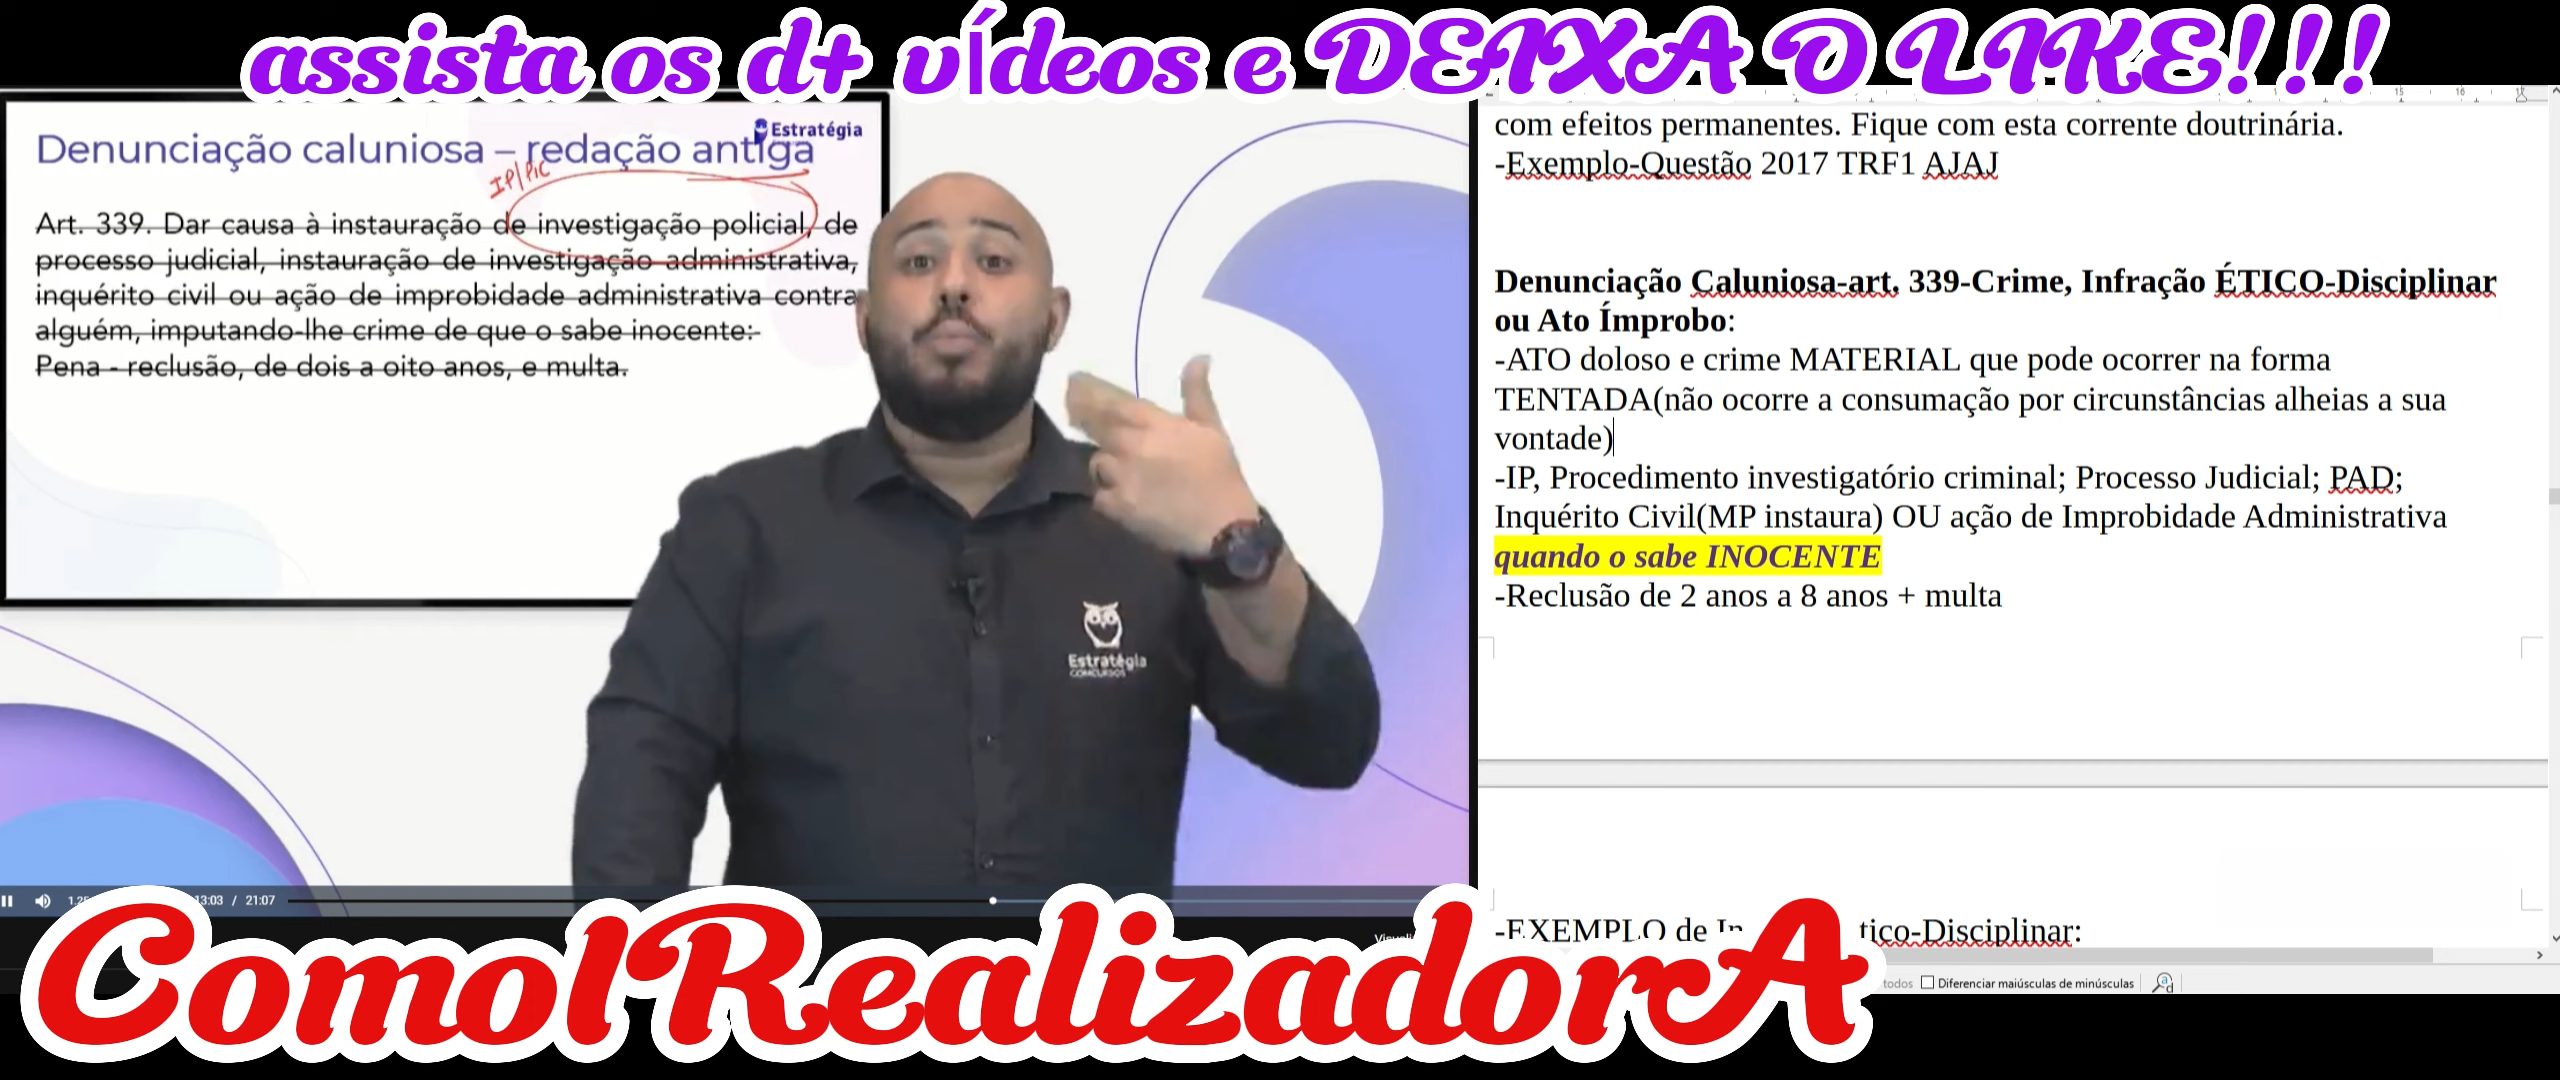 assista os d+ vídeos e DEIXA O LIKE!!!
Estratégia
Denunciação caluniosa – redação antiga
IP/PIC
Art. 339. Dar causa à instauração de investigação policial, de
processo judicial, instauração de investigação administrativa,
inquérito civil ou ação de improbidade administrativa contra
alguém, imputando-lhe crime de que o sabe inocente:
Pena - reclusão, de dois a oito anos, e multa.
Estratégia
CONCURSOS
13:03 / 21:07
com efeitos permanentes. Fique com esta corrente doutrinária.
-Exemplo-Questão 2017 TRF1 AJAJ
Denunciação Caluniosa-art. 339-Crime, Infração ÉTICO-Disciplinar
ou Ato Ímprobo:
-ATO doloso e crime MATERIAL que pode ocorrer na forma
TENTADA(não ocorre a consumação por circunstâncias alheias a sua
vontade)
-IP, Procedimento investigatório criminal; Processo Judicial; PAD;
Inquérito Civil(MP instaura) OU ação de Improbidade Administrativa
quando o sabe INOCENTE
-Reclusão de 2 anos a 8 anos + multa
-EXEMPLO de tico-Disciplinar:
todos Diferenciar maiúsculas de minúsculas
ComolRealizadorA